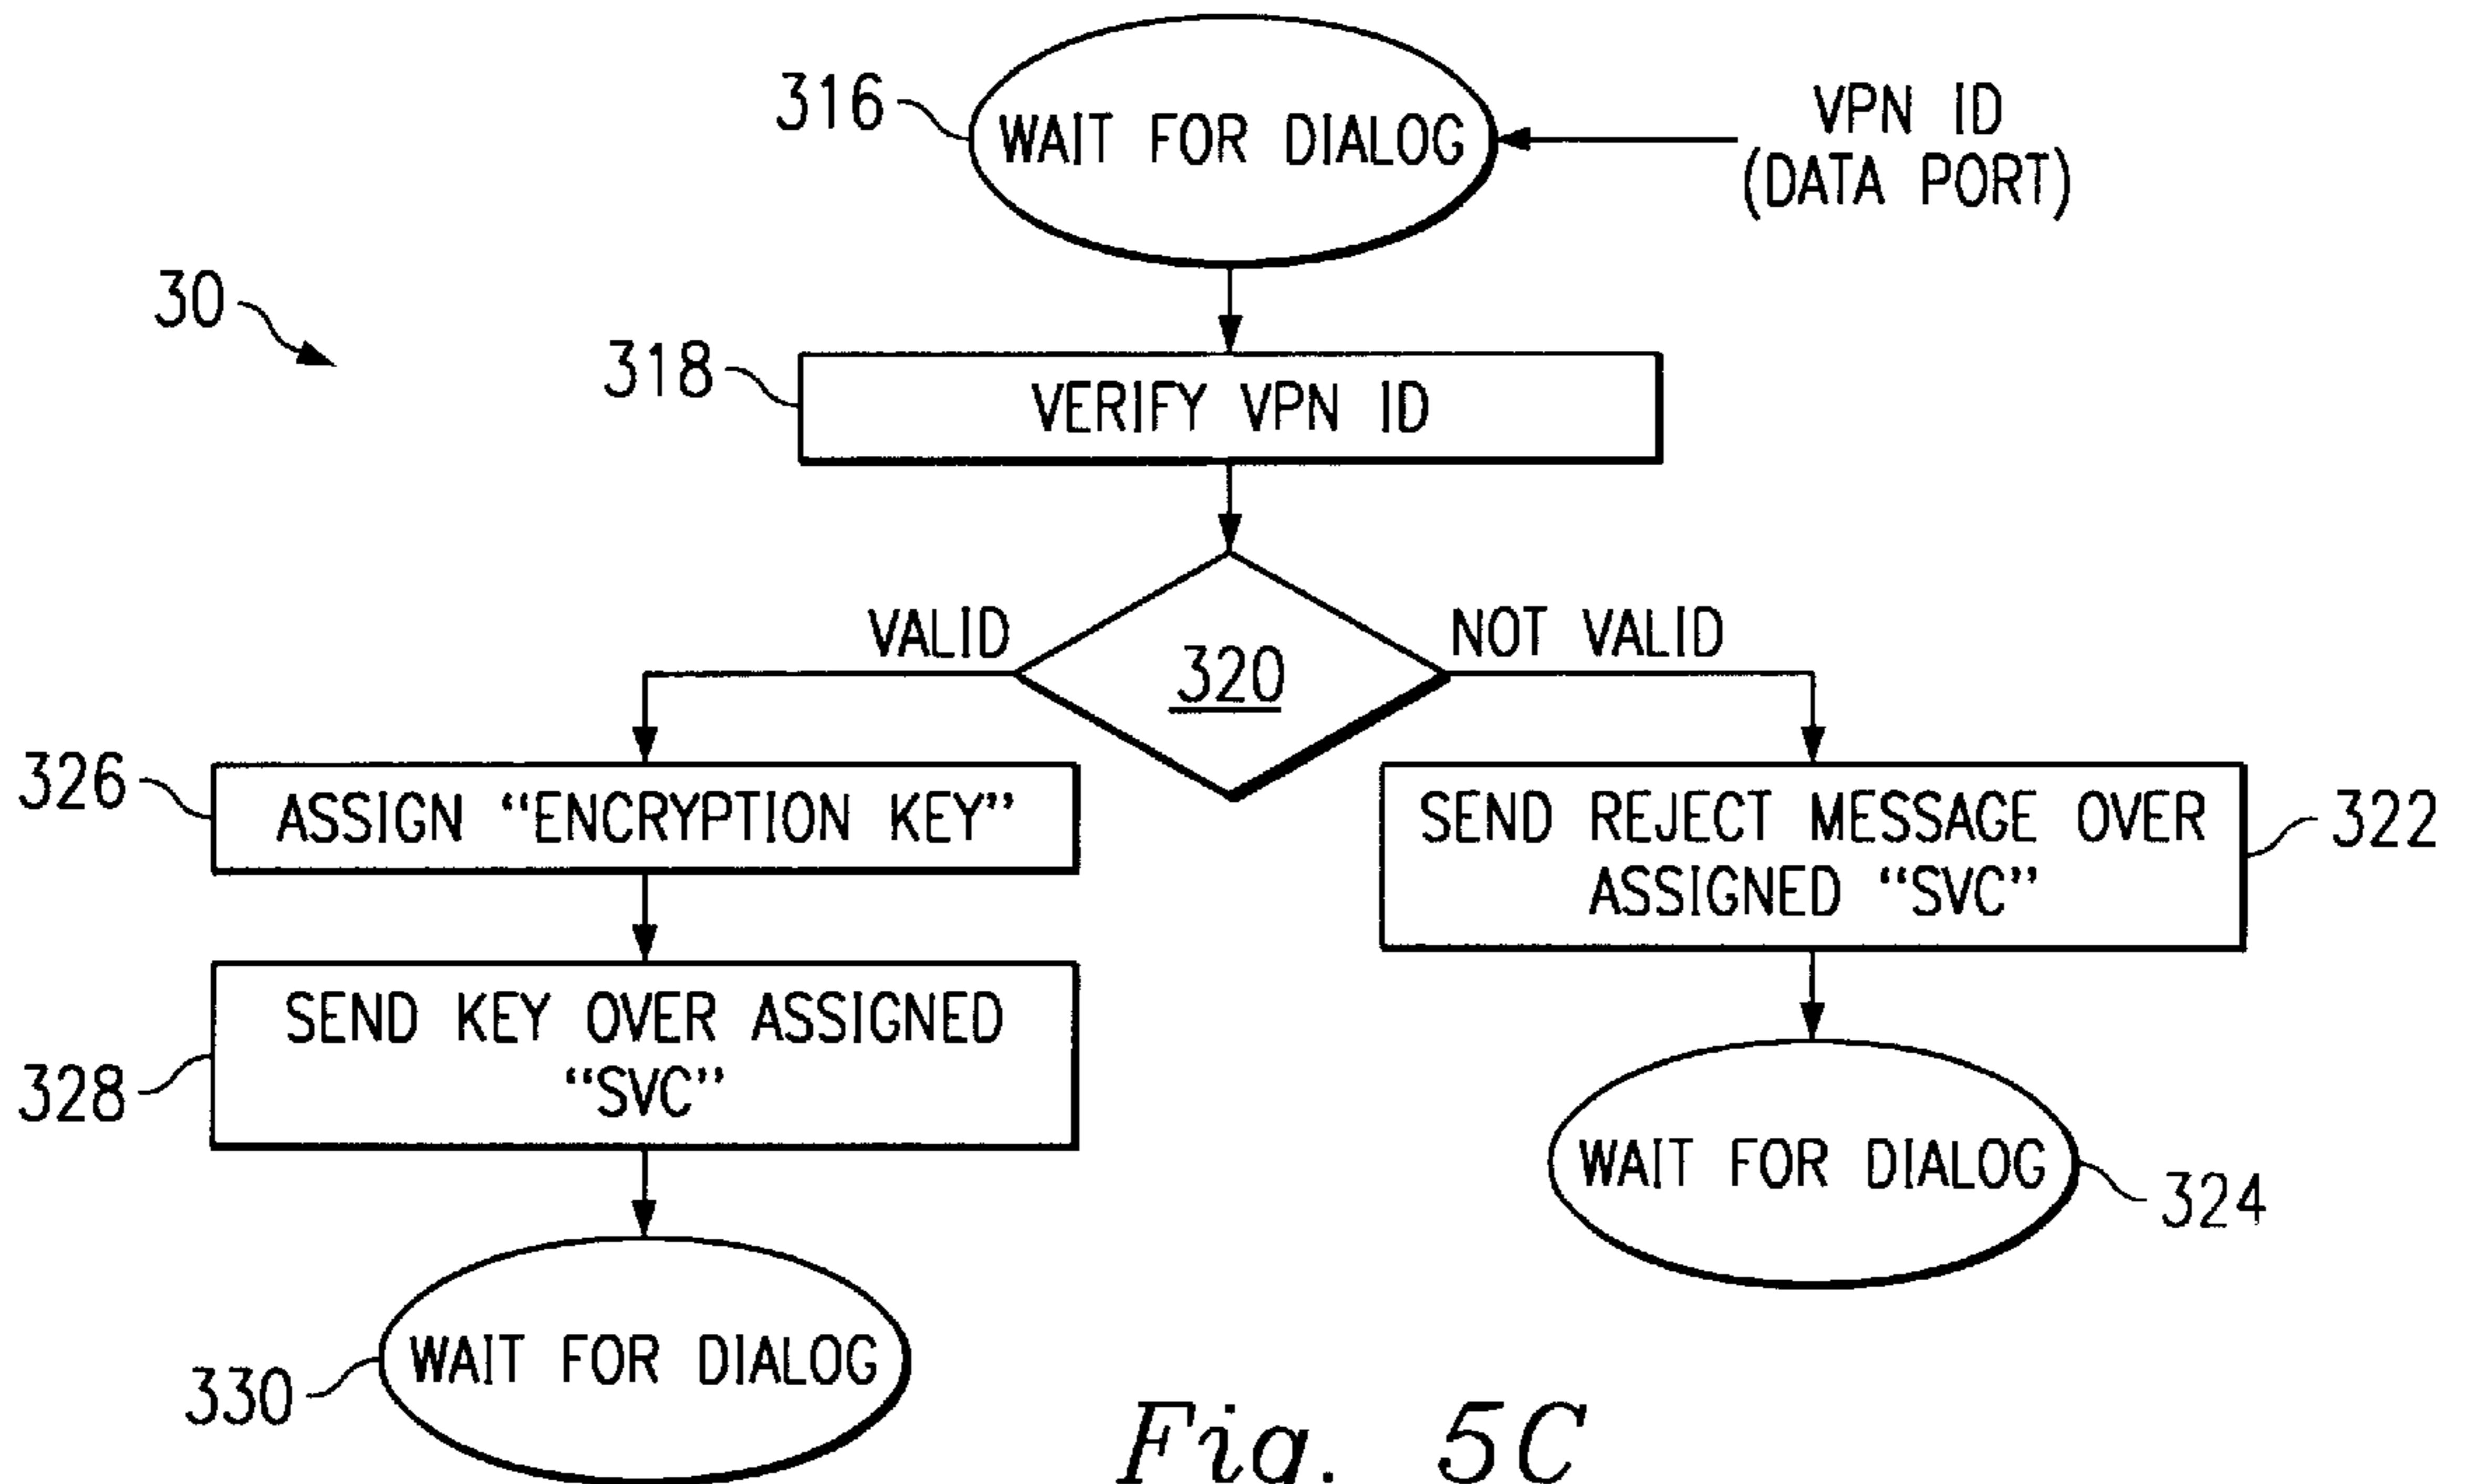 316
WAIT FOR DIALOG
VPN ID
(DATA PORT)
30
318
VERIFY VPN ID
VALID
320
NOT VALID
326
ASSIGN “ENCRYPTION KEY”
SEND REJECT MESSAGE OVER
ASSIGNED “SVC”
322
328
SEND KEY OVER ASSIGNED
“SVC”
WAIT FOR DIALOG
324
330
WAIT FOR DIALOG
Fig. 5C